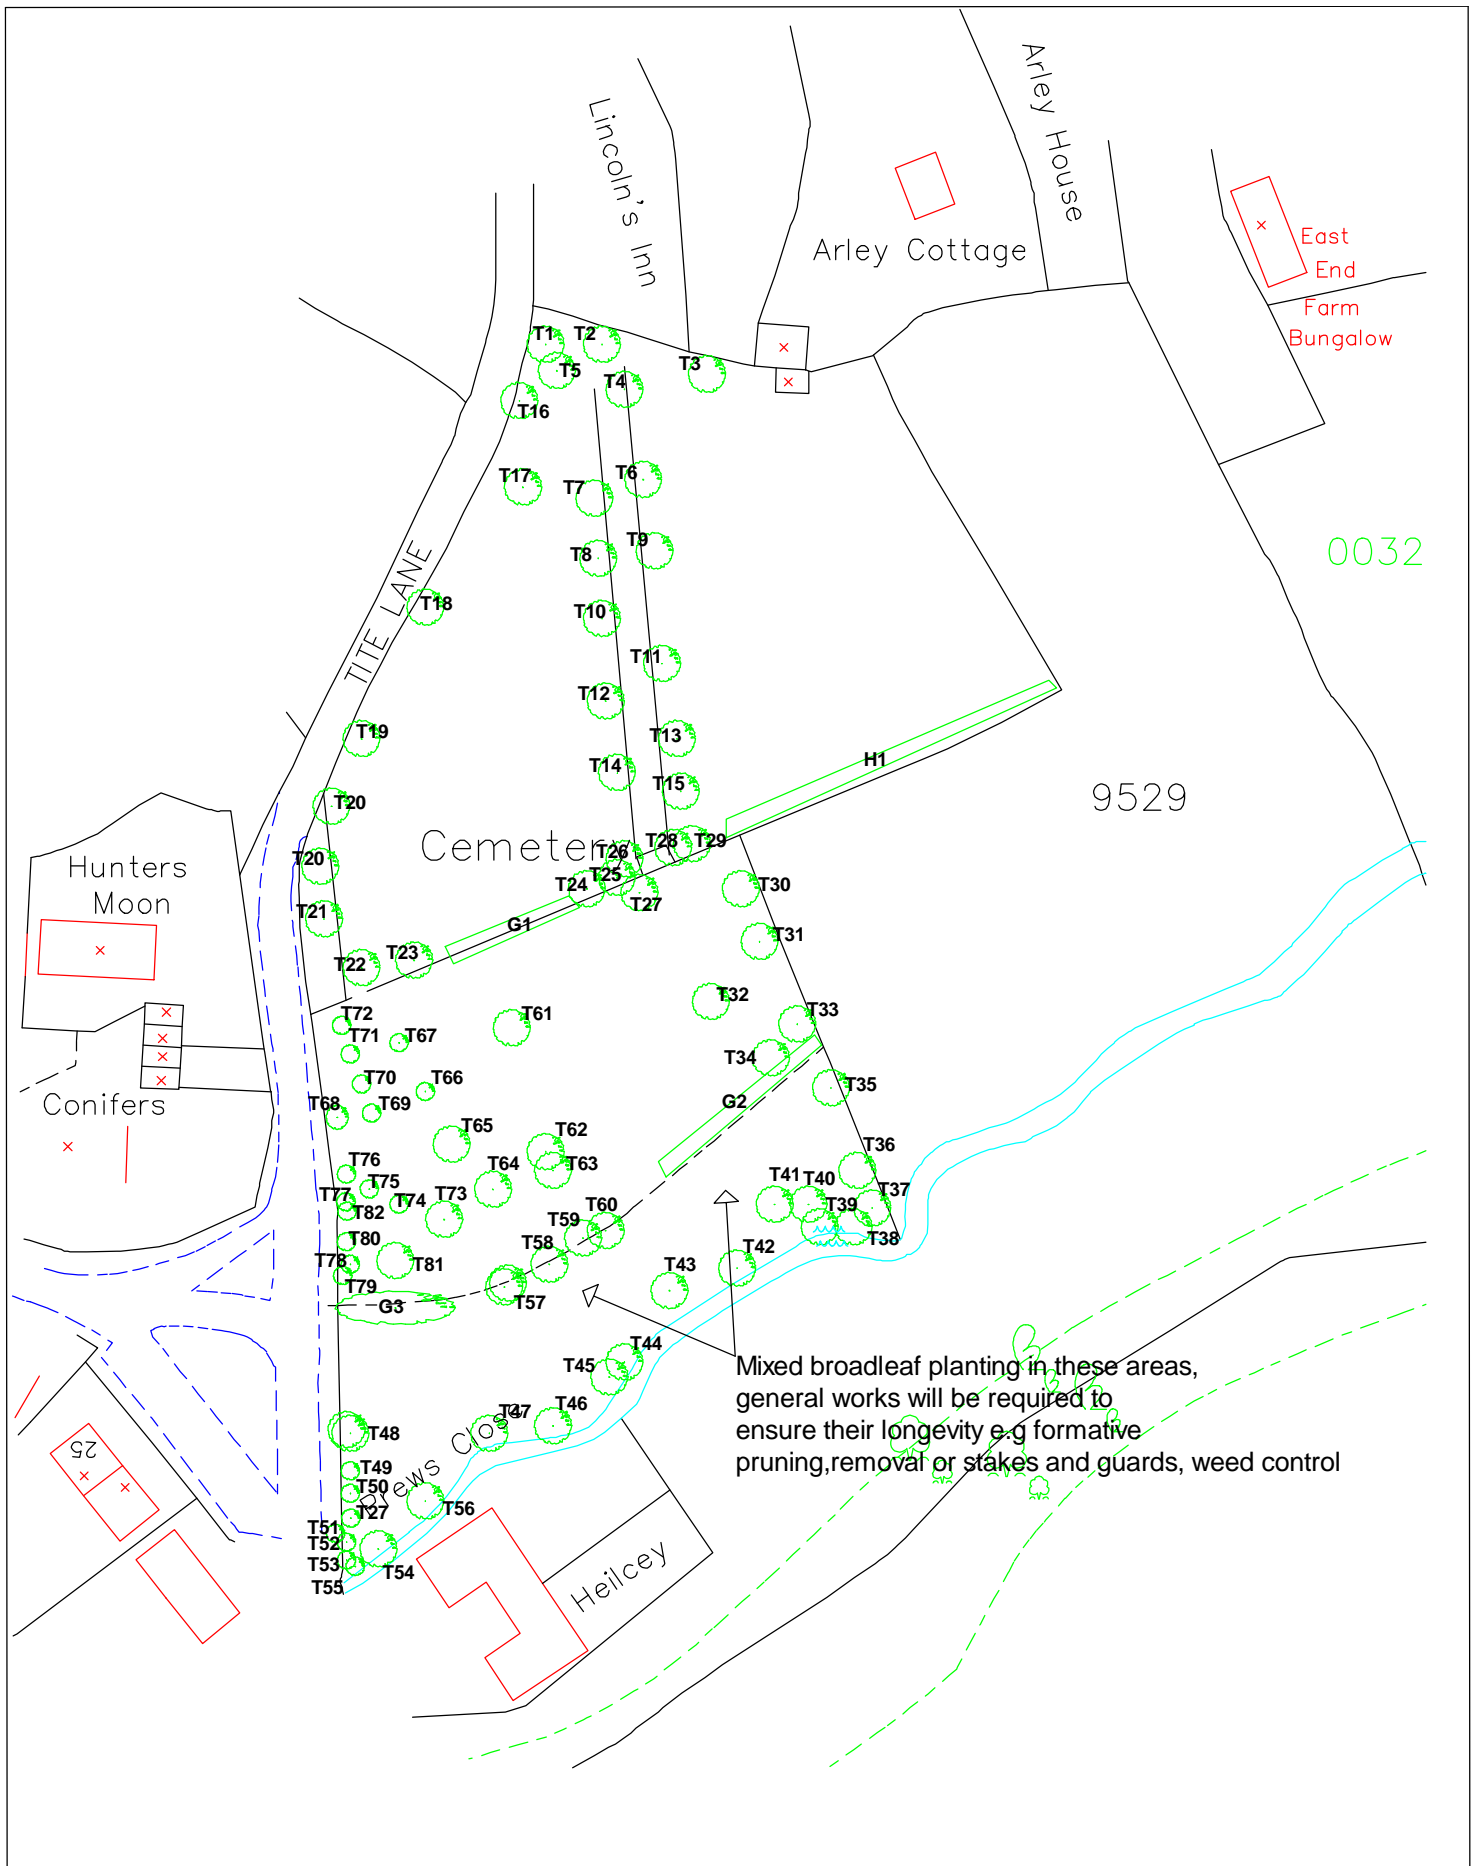 Lincoln's Inn
Arley House
Arley Cottage
East
End
Farm
Bungalow
T1
T2
T3
T5
T4
T16
T17
T6
T7
T9
T8
0032
TITE LANE
T18
T10
T11
T12
T19
T13
T14
H1
T15
9529
T20
Cemetery
T28
T29
T26
T20
Hunters
Moon
T25
T24
T30
T27
T21
G1
T31
T23
T22
T32
T72
T61
T33
T71
T67
T34
T70
T66
T35
Conifers
G2
T68
T69
T65
T62
T36
T76
T63
T64
T75
T41
T40
T37
T77
T74
T73
T82
T39
T60
T59
T80
T38
T78
T81
T58
T42
T79
T43
T57
G3
T44
Mixed broadleaf planting in these areas,
general works will be required to
ensure their longevity e.g formative
pruning,removal or stakes and guards, weed control
T45
T47
T46
T48
25
Brews Close
T49
T50
T56
T27
T51
T52
T53
T54
T55
Heilcey